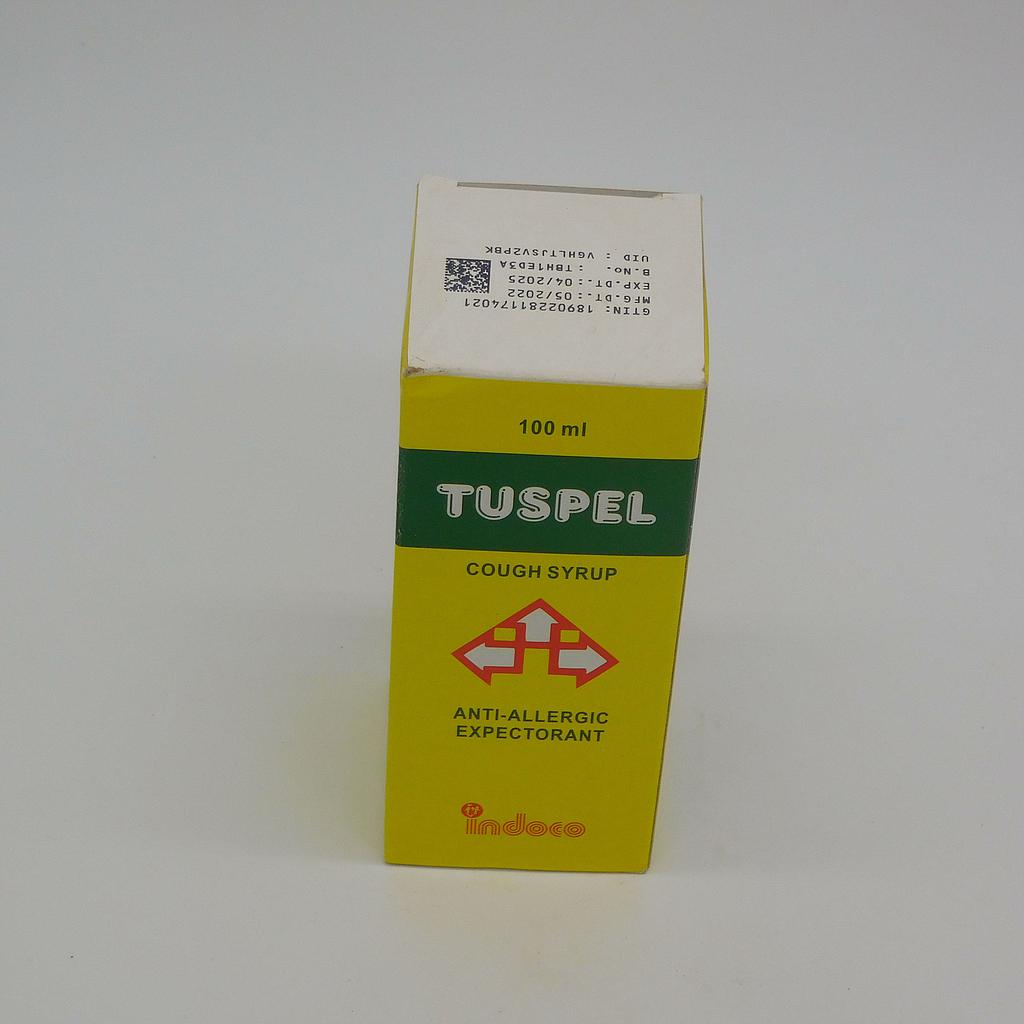 GTIN: 18902281174021
MFG.DT.: 05/2022
EXP.DT.: 04/2025
B.No. : TBH1ED3A
UID : VGHLTJSVZPBK
100 ml
TUSPEL
COUGH SYRUP
ANTI-ALLERGIC
EXPECTORANT
indoco